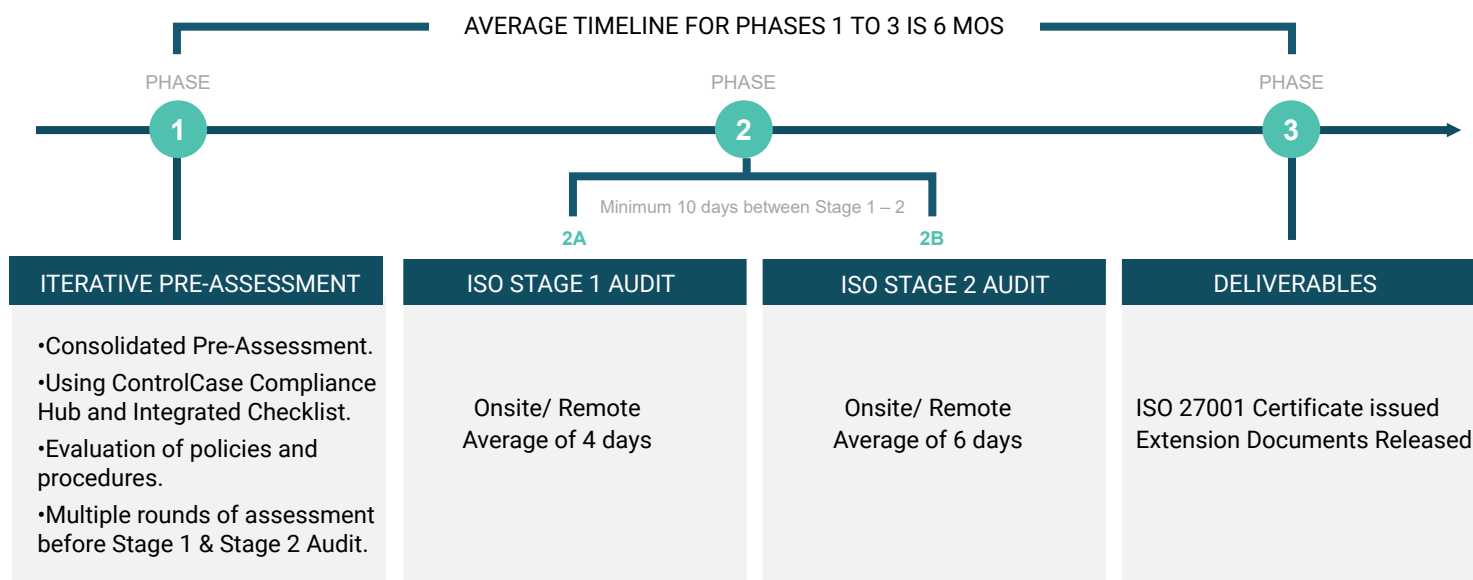 AVERAGE TIMELINE FOR PHASES 1 TO 3 IS 6 MOS
PHASE
1
PHASE
2
PHASE
3
Minimum 10 days between Stage 1 – 2
2A
2B
ITERATIVE PRE-ASSESSMENT
•Consolidated Pre-Assessment.
•Using ControlCase Compliance
Hub and Integrated Checklist.
•Evaluation of policies and
procedures.
•Multiple rounds of assessment
before Stage 1 & Stage 2 Audit.
ISO STAGE 1 AUDIT
Onsite/ Remote
Average of 4 days
ISO STAGE 2 AUDIT
Onsite/ Remote
Average of 6 days
DELIVERABLES
ISO 27001 Certificate issued
Extension Documents Released